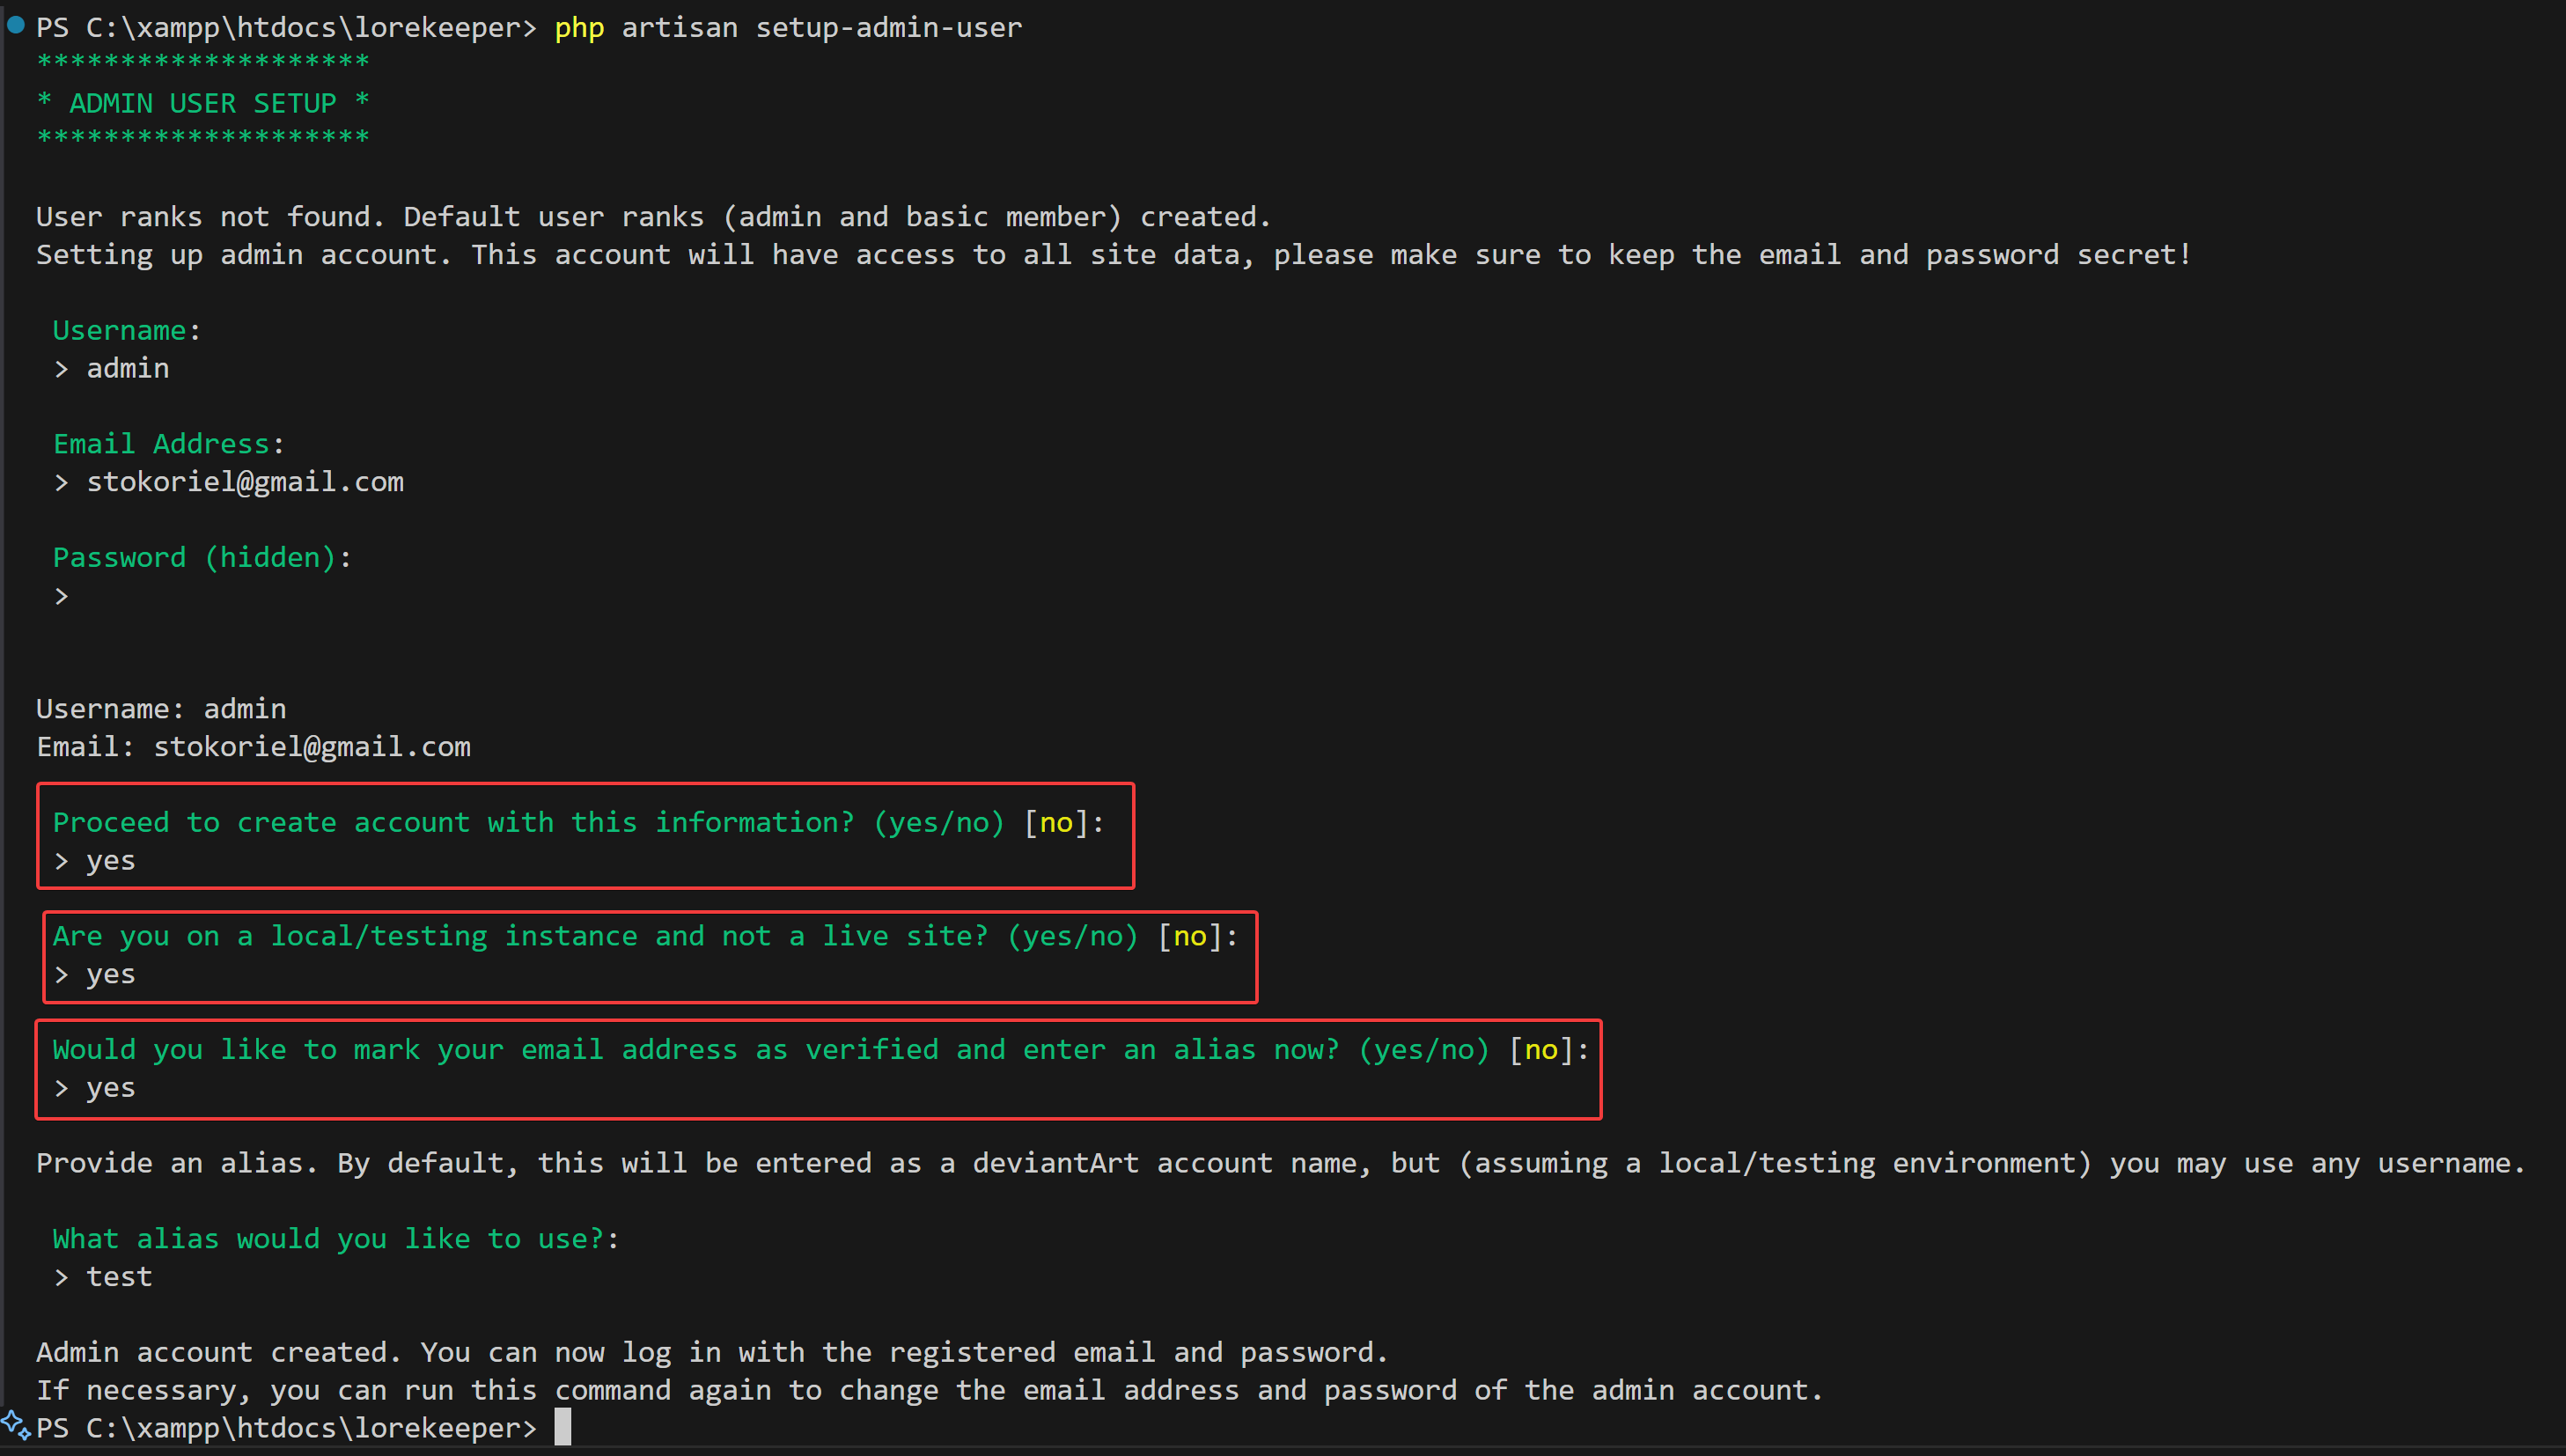 PS C:\xampp\htdocs\lorekeeper> php artisan setup-admin-user
********************
* ADMIN USER SETUP *
********************
User ranks not found. Default user ranks (admin and basic member) created.
Setting up admin account. This account will have access to all site data, please make sure to keep the email and password secret!
Username:
> admin
Email Address:
> stokoriel@gmail.com
Password (hidden):
>
Username: admin
Email: stokoriel@gmail.com
Proceed to create account with this information? (yes/no) [no]:
> yes
Are you on a local/testing instance and not a live site? (yes/no) [no]:
> yes
Would you like to mark your email address as verified and enter an alias now? (yes/no) [no]:
> yes
Provide an alias. By default, this will be entered as a deviantArt account name, but (assuming a local/testing environment) you may use any username.
What alias would you like to use?:
> test
Admin account created. You can now log in with the registered email and password.
If necessary, you can run this command again to change the email address and password of the admin account.
PS C:\xampp\htdocs\lorekeeper>